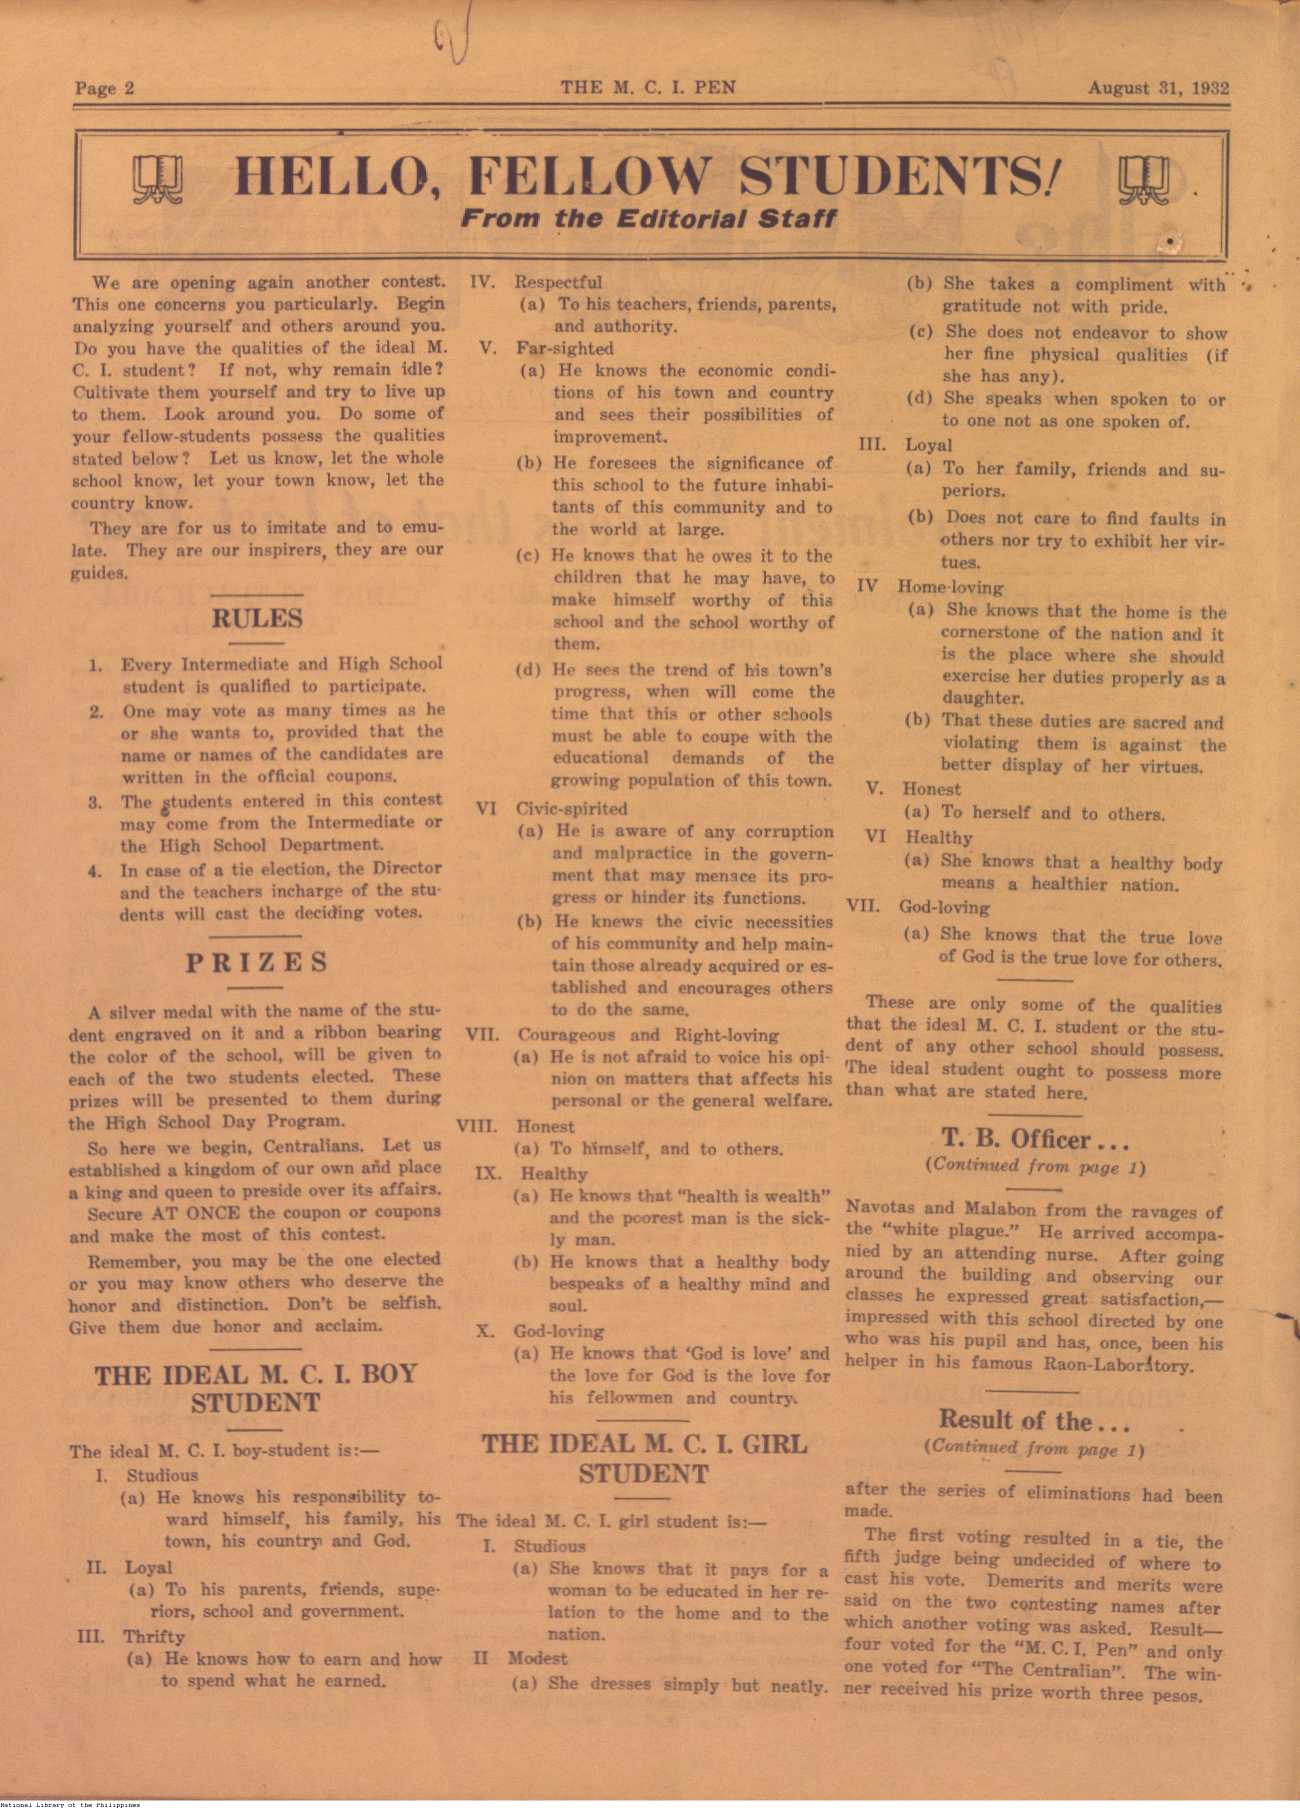 Page 2
THE M. C. I. PEN
August 31, 1932
HELLO, FELLOW STUDENTS!
From the Editorial Staff
We are opening again another contest.
This one concerns you particularly. Begin
analyzing yourself and others around you.
Do you have the qualities of the ideal M.
C. I. student? If not, why remain idle?
Cultivate them yourself and try to live up
to them. Look around you. Do some of
your fellow-students possess the qualities
stated below? Let us know, let the whole
school know, let your town know, let the
country know.
They are for us to imitate and to emu-
late. They are our inspirers, they are our
guides.
RULES
1. Every Intermediate and High School
student is qualified to participate.
2. One may vote as many times as he
or she wants to, provided that the
name or names of the candidates are
written in the official coupons.
3. The students entered in this contest
may come from the Intermediate or
the High School Department.
4. In case of a tie election, the Director
and the teachers incharge of the stu-
dents will cast the deciding votes.
PRIZES
A silver medal with the name of the stu-
dent engraved on it and a ribbon bearing
the color of the school, will be given to
each of the two students elected. These
prizes will be presented to them during
the High School Day Program.
So here we begin, Centralians. Let us
established a kingdom of our own and place
a king and queen to preside over its affairs.
Secure AT ONCE the coupon or coupons
and make the most of this contest.
Remember, you may be the one elected
or you may know others who deserve the
honor and distinction. Don't be selfish.
Give them due honor and acclaim.
THE IDEAL M. C. I. BOY
STUDENT
The ideal M. C. I. boy-student is:—
I. Studious
(a) He knows his responsibility to-
ward himself, his family, his
town, his country and God.
II. Loyal
(a) To his parents, friends, supe-
riors, school and government.
III. Thrifty
(a) He knows how to earn and how
to spend what he earned.
IV. Respectful
(a) To his teachers, friends, parents,
and authority.
V. Far-sighted
(a) He knows the economic condi-
tions of his town and country
and sees their possibilities of
improvement.
(b) He foresees the significance of
this school to the future inhabi-
tants of this community and to
the world at large.
(c) He knows that he owes it to the
children that he may have, to
make himself worthy of this
school and the school worthy of
them.
(d) He sees the trend of his town's
progress, when will come the
time that this or other schools
must be able to coupe with the
educational demands of the
growing population of this town.
VI Civic-spirited
(a) He is aware of any corruption
and malpractice in the govern-
ment that may menace its pro-
gress or hinder its functions.
(b) He knews the civic necessities
of his community and help main-
tain those already acquired or es-
tablished and encourages others
to do the same.
VII. Courageous and Right-loving
(a) He is not afraid to voice his opi-
nion on matters that affects his
personal or the general welfare.
VIII. Honest
(a) To himself, and to others.
IX. Healthy
(a) He knows that "health is wealth"
and the poorest man is the sick-
ly man.
(b) He knows that a healthy body
bespeaks of a healthy mind and
soul.
X. God-loving
(a) He knows that 'God is love' and
the love for God is the love for
his fellowmen and country.
THE IDEAL M. C. I. GIRL
STUDENT
The ideal M. C. I. girl student is:—
I. Studious
(a) She knows that it pays for a
woman to be educated in her re-
lation to the home and to the
nation.
II Modest
(a) She dresses simply but neatly.
(b) She takes a compliment with
gratitude not with pride.
(c) She does not endeavor to show
her fine physical qualities (if
she has any).
(d) She speaks when spoken to or
to one not as one spoken of.
III. Loyal
(a) To her family, friends and su-
periors.
(b) Does not care to find faults in
others nor try to exhibit her vir-
tues.
IV Home-loving
(a) She knows that the home is the
cornerstone of the nation and it
is the place where she should
exercise her duties properly as a
daughter.
(b) That these duties are sacred and
violating them is against the
better display of her virtues.
V. Honest
(a) To herself and to others.
VI Healthy
(a) She knows that a healthy body
means a healthier nation.
VII. God-loving
(a) She knows that the true love
of God is the true love for others.
These are only some of the qualities
that the ideal M. C. I. student or the stu-
dent of any other school should possess.
The ideal student ought to possess more
than what are stated here.
T. B. Officer...
(Continued from page 1)
Navotas and Malabon from the ravages of
the "white plague." He arrived accompa-
nied by an attending nurse. After going
around the building and observing our
classes he expressed great satisfaction,—
impressed with this school directed by one
who was his pupil and has, once, been his
helper in his famous Raon-Laboratory.
Result of the...
(Continued from page 1)
after the series of eliminations had been
made.
The first voting resulted in a tie, the
fifth judge being undecided of where to
cast his vote. Demerits and merits were
said on the two contesting names after
which another voting was asked. Result—
four voted for the "M. C. I. Pen" and only
one voted for "The Centralian". The win-
ner received his prize worth three pesos.
National Library of the Philippines